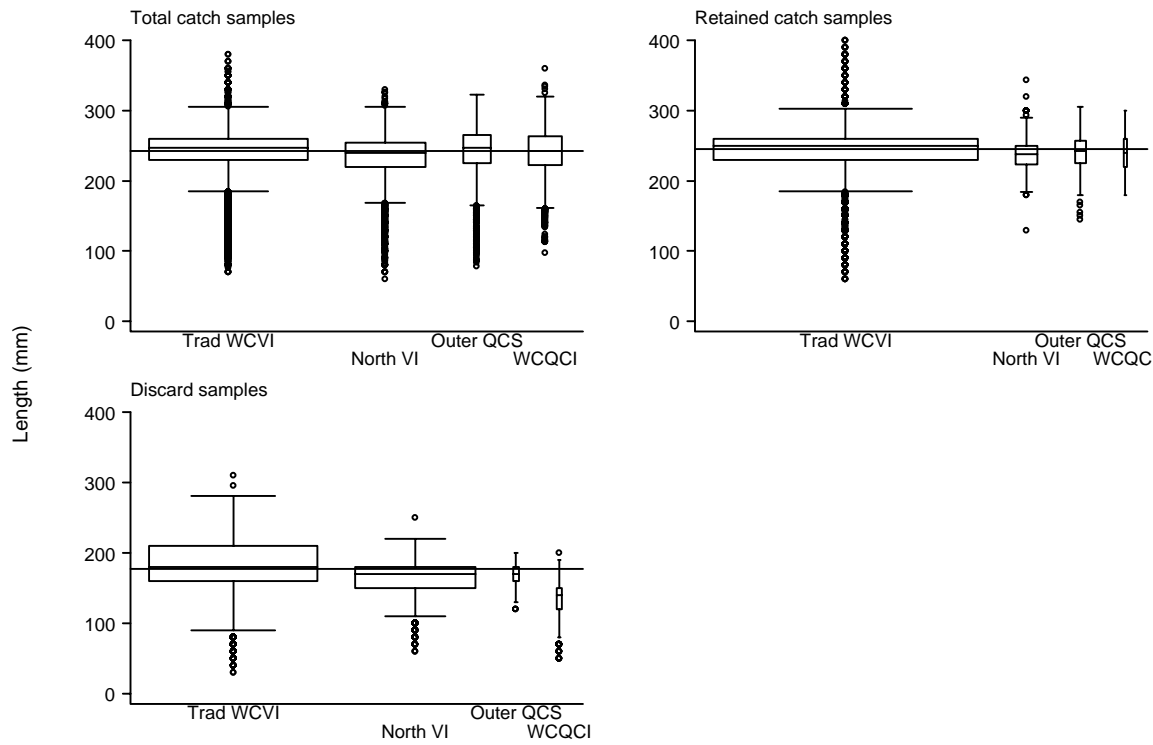 Total catch samples
400
300
200
100
0
Trad WCVI
North VI
Outer QCS
WCQCI
Retained catch samples
400
300
200
100
0
Trad WCVI
North VI
Outer QCS
WCQC
Length (mm)
Discard samples
400
300
200
100
0
Trad WCVI
North VI
Outer QCS
WCQCI